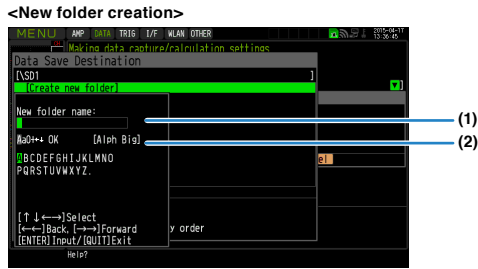 <New folder creation>
MENU AMP DATA TRIG I/F WLAN OTHER 2015-04-17 13:36:45
Making data capture/calculation settings
Data Save Destination
[\SD1 ]
[Create new folder]
New folder name:
(1)
Aa0←→↓ OK [Alph Big]
(2)
ABCDEFGHIJKLMNO
PQRSTUVWXYZ.
el
[↑↓←→]Select
[←←]Back, [→→]Forward
y order
[ENTER]Input/[QUIT]Exit
Help?